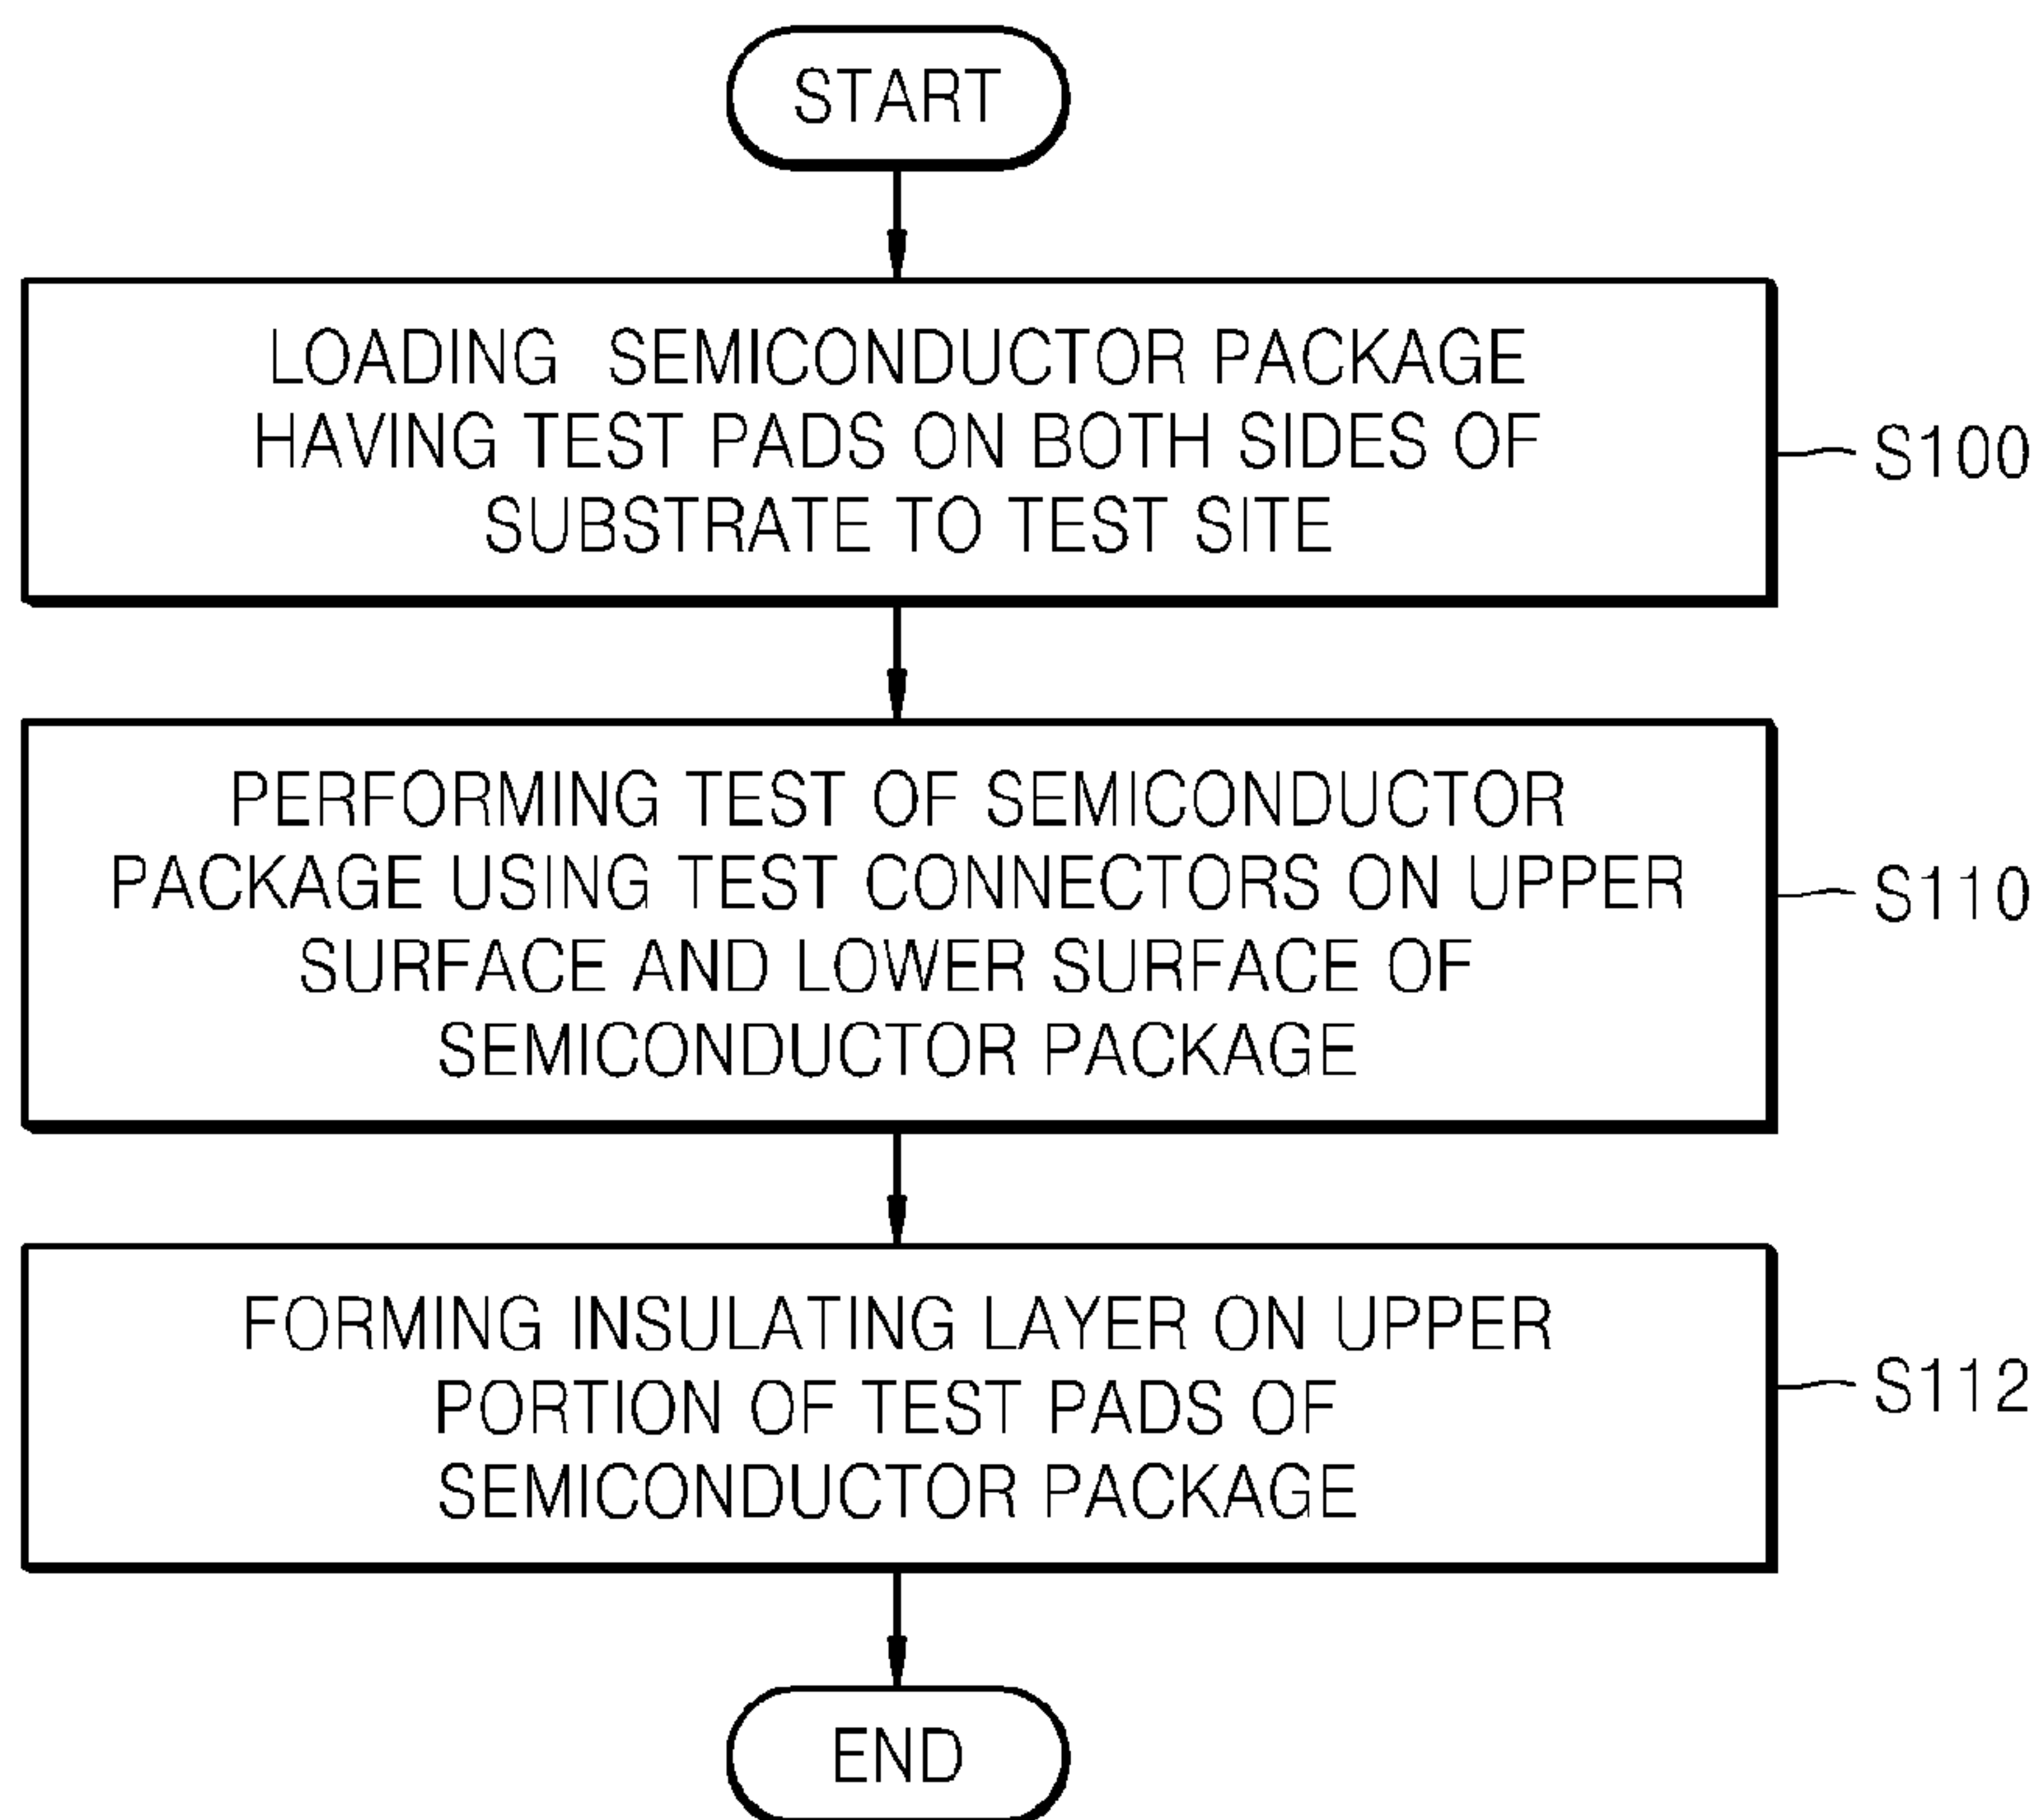 START
LOADING SEMICONDUCTOR PACKAGE
HAVING TEST PADS ON BOTH SIDES OF
SUBSTRATE TO TEST SITE
S100
PERFORMING TEST OF SEMICONDUCTOR
PACKAGE USING TEST CONNECTORS ON UPPER
SURFACE AND LOWER SURFACE OF
SEMICONDUCTOR PACKAGE
S110
FORMING INSULATING LAYER ON UPPER
PORTION OF TEST PADS OF
SEMICONDUCTOR PACKAGE
S112
END